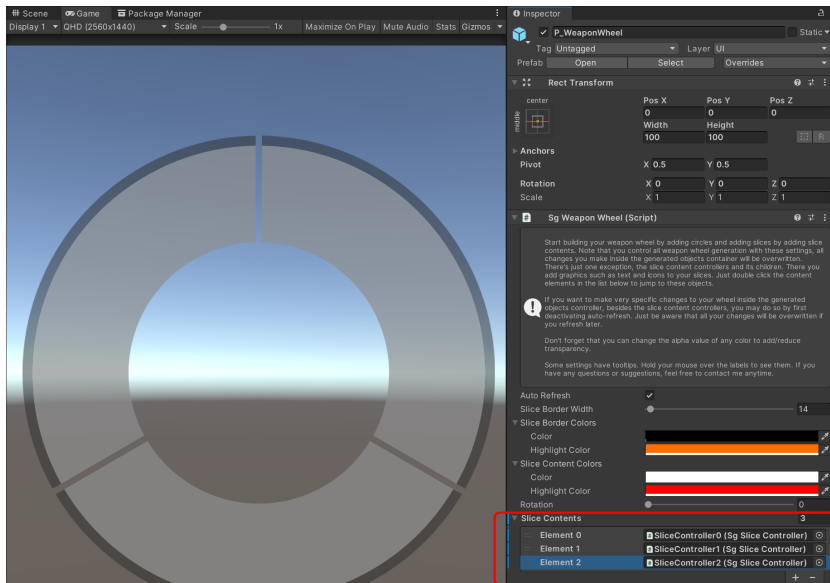 Scene Game Package Manager
Display 1 QHD (2560x1440) Scale 1x Maximize On Play Mute Audio Stats Gizmos
Inspector
P_WeaponWheel Static
Tag Untagged Layer UI
Prefab Open Select Overrides
Rect Transform
center Pos X Pos Y Pos Z
middle 0 0 0
Width Height
100 100 R
Anchors
Pivot X 0.5 Y 0.5
Rotation X 0 Y 0 Z 0
Scale X 1 Y 1 Z 1
# Sg Weapon Wheel (Script)
Start building your weapon wheel by adding circles and adding slices by adding slice
contents. Note that you control all weapon wheel generation with these settings, all
changes you make inside the generated objects container will be overwritten.
There's just one exception, the slice content controllers and its children. There you
add graphics such as text and icons to your slices. Just double click the content
elements in the list below to jump to these objects.
If you want to make very specific changes to your wheel inside the generated
objects controller, besides the slice content controllers, you may do so by first
deactivating auto-refresh. Just be aware that all your changes will be overwritten if
you refresh later.
Don't forget that you can change the alpha value of any color to add/reduce
transparency.
Some settings have tooltips. Hold your mouse over the labels to see them. If you
have any questions or suggestions, feel free to contact me anytime.
Auto Refresh
Slice Border Width 14
Slice Border Colors
Color
Highlight Color
Slice Content Colors
Color
Highlight Color
Rotation 0
Slice Contents 3
Element 0 SliceController0 (Sg Slice Controller)
Element 1 SliceController1 (Sg Slice Controller)
Element 2 SliceController2 (Sg Slice Controller)
+ −